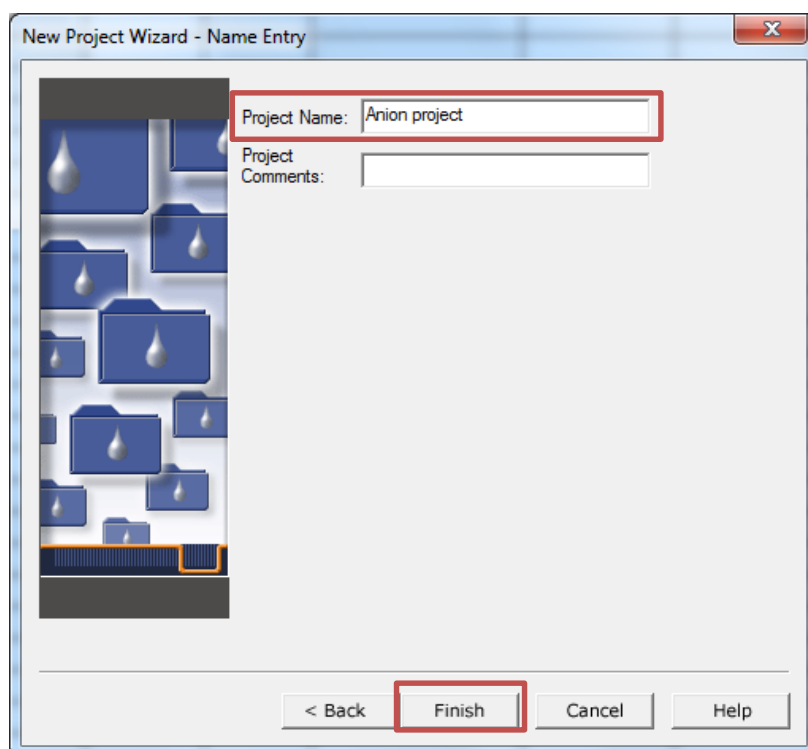 New Project Wizard - Name Entry
Project Name: Anion project
Project
Comments:
< Back Finish Cancel Help